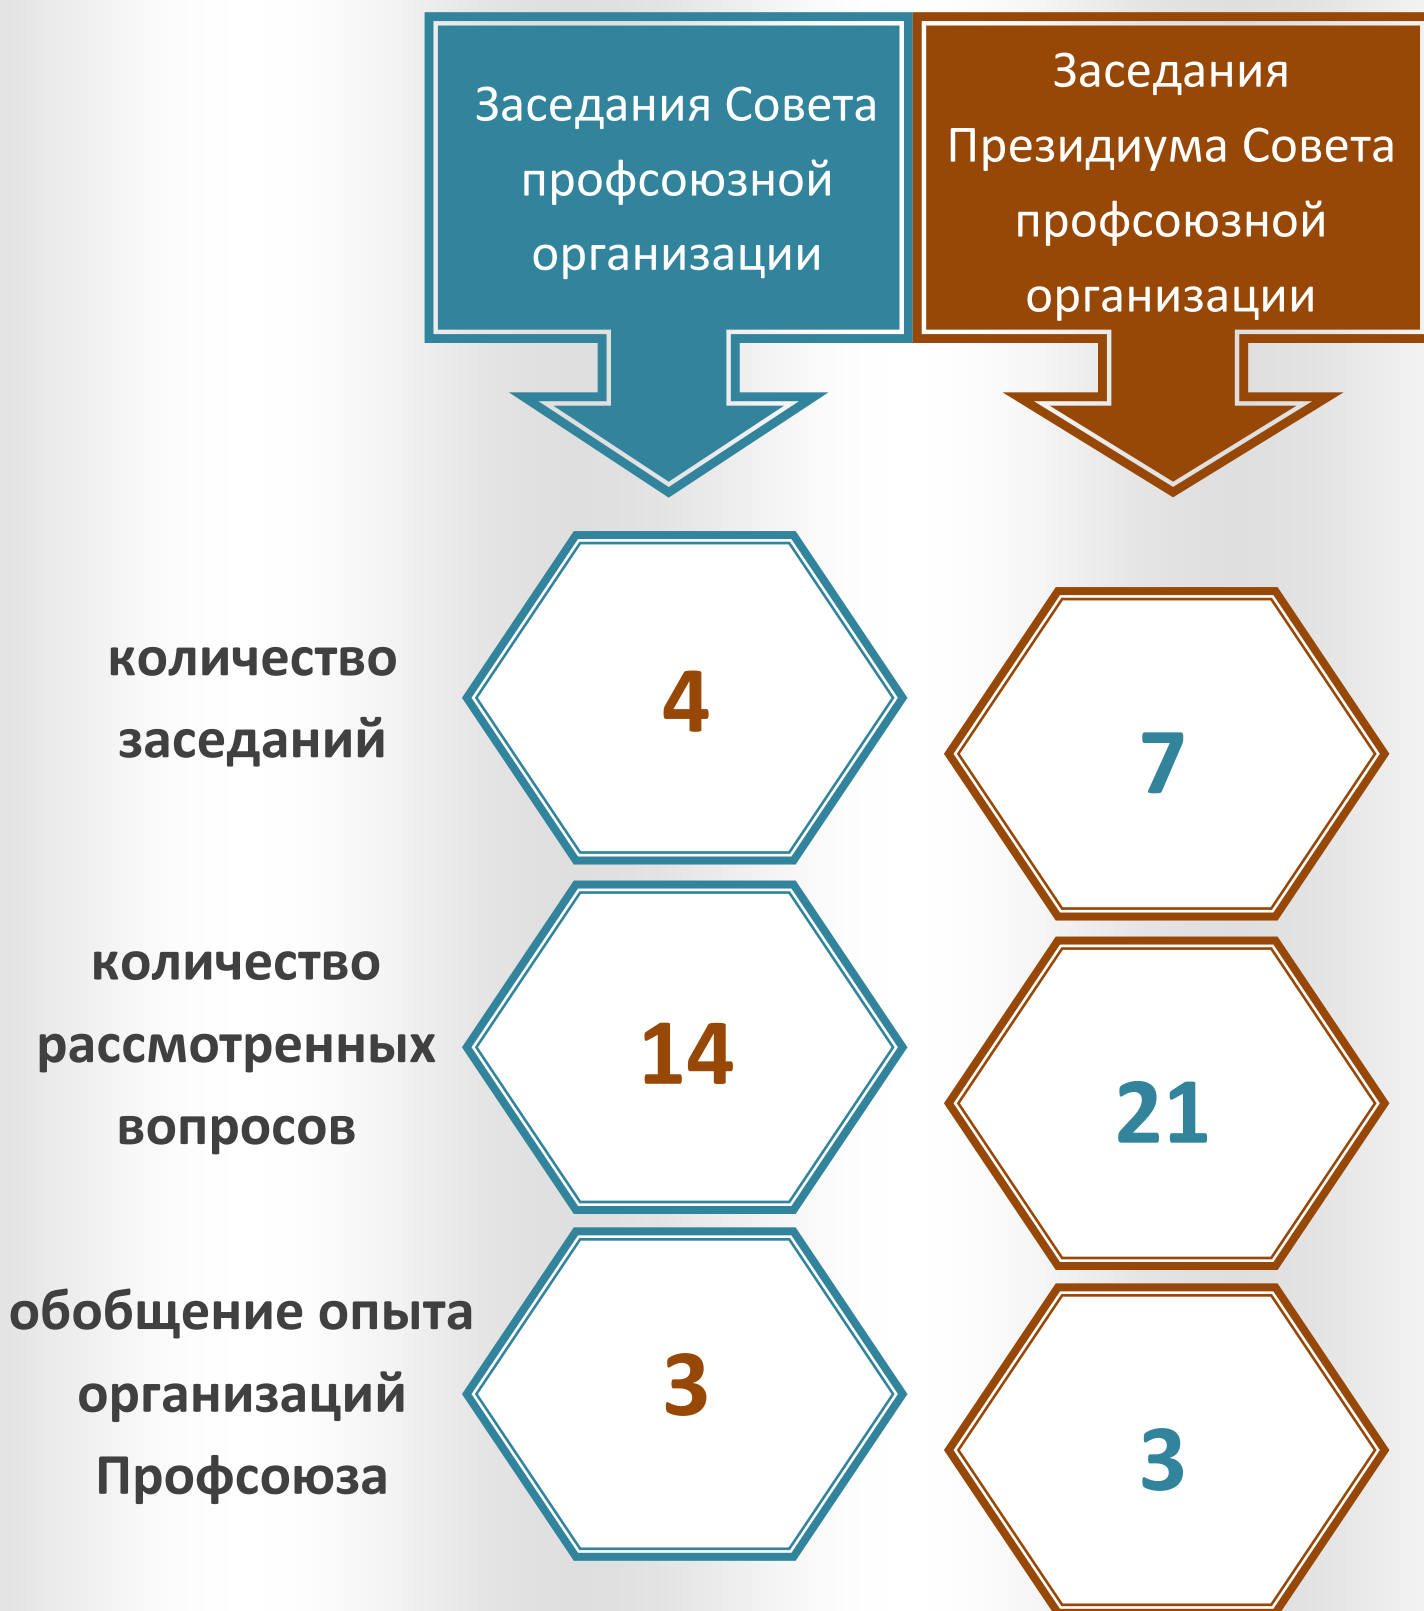 Заседания Совета
профсоюзной
организации
Заседания
Президиума Совета
профсоюзной
организации
количество
заседаний
4
7
количество
рассмотренных
вопросов
14
21
обобщение опыта
организаций
Профсоюза
3
3